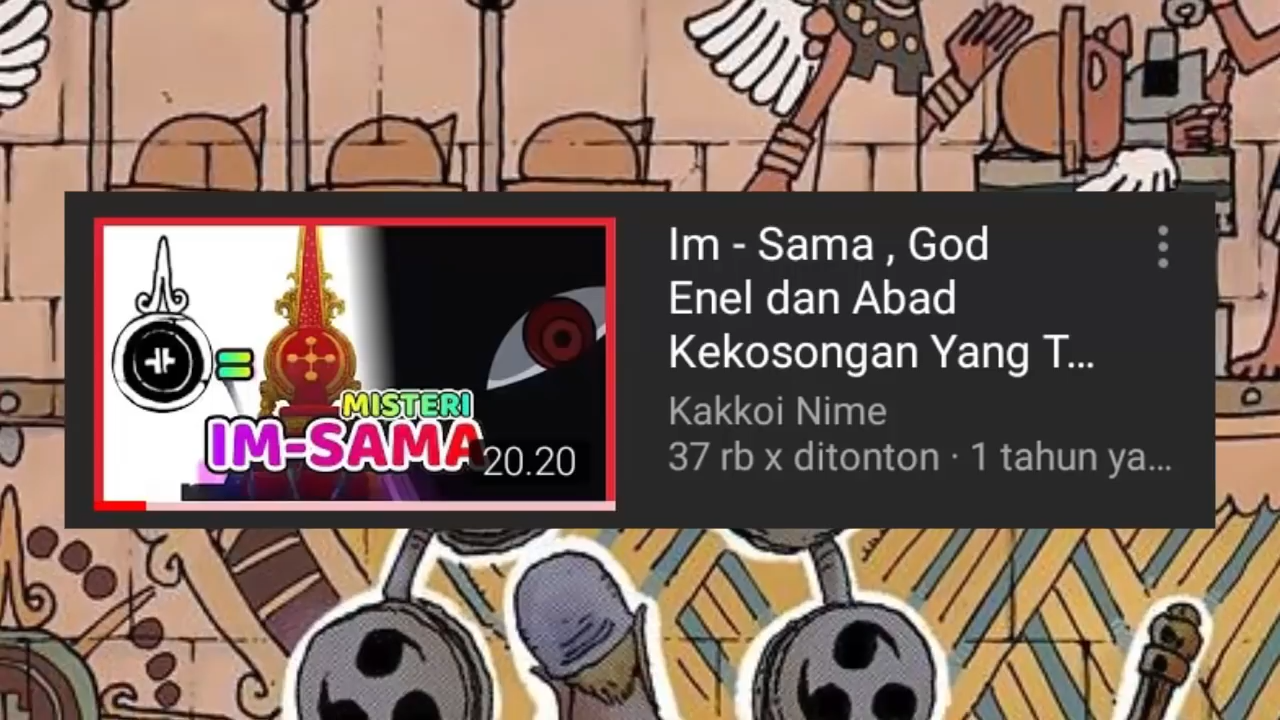 MISTERI
IM-SAMA
20.20
Im - Sama , God
Enel dan Abad
Kekosongan Yang T...
Kakkoi Nime
37 rb x ditonton · 1 tahun ya...